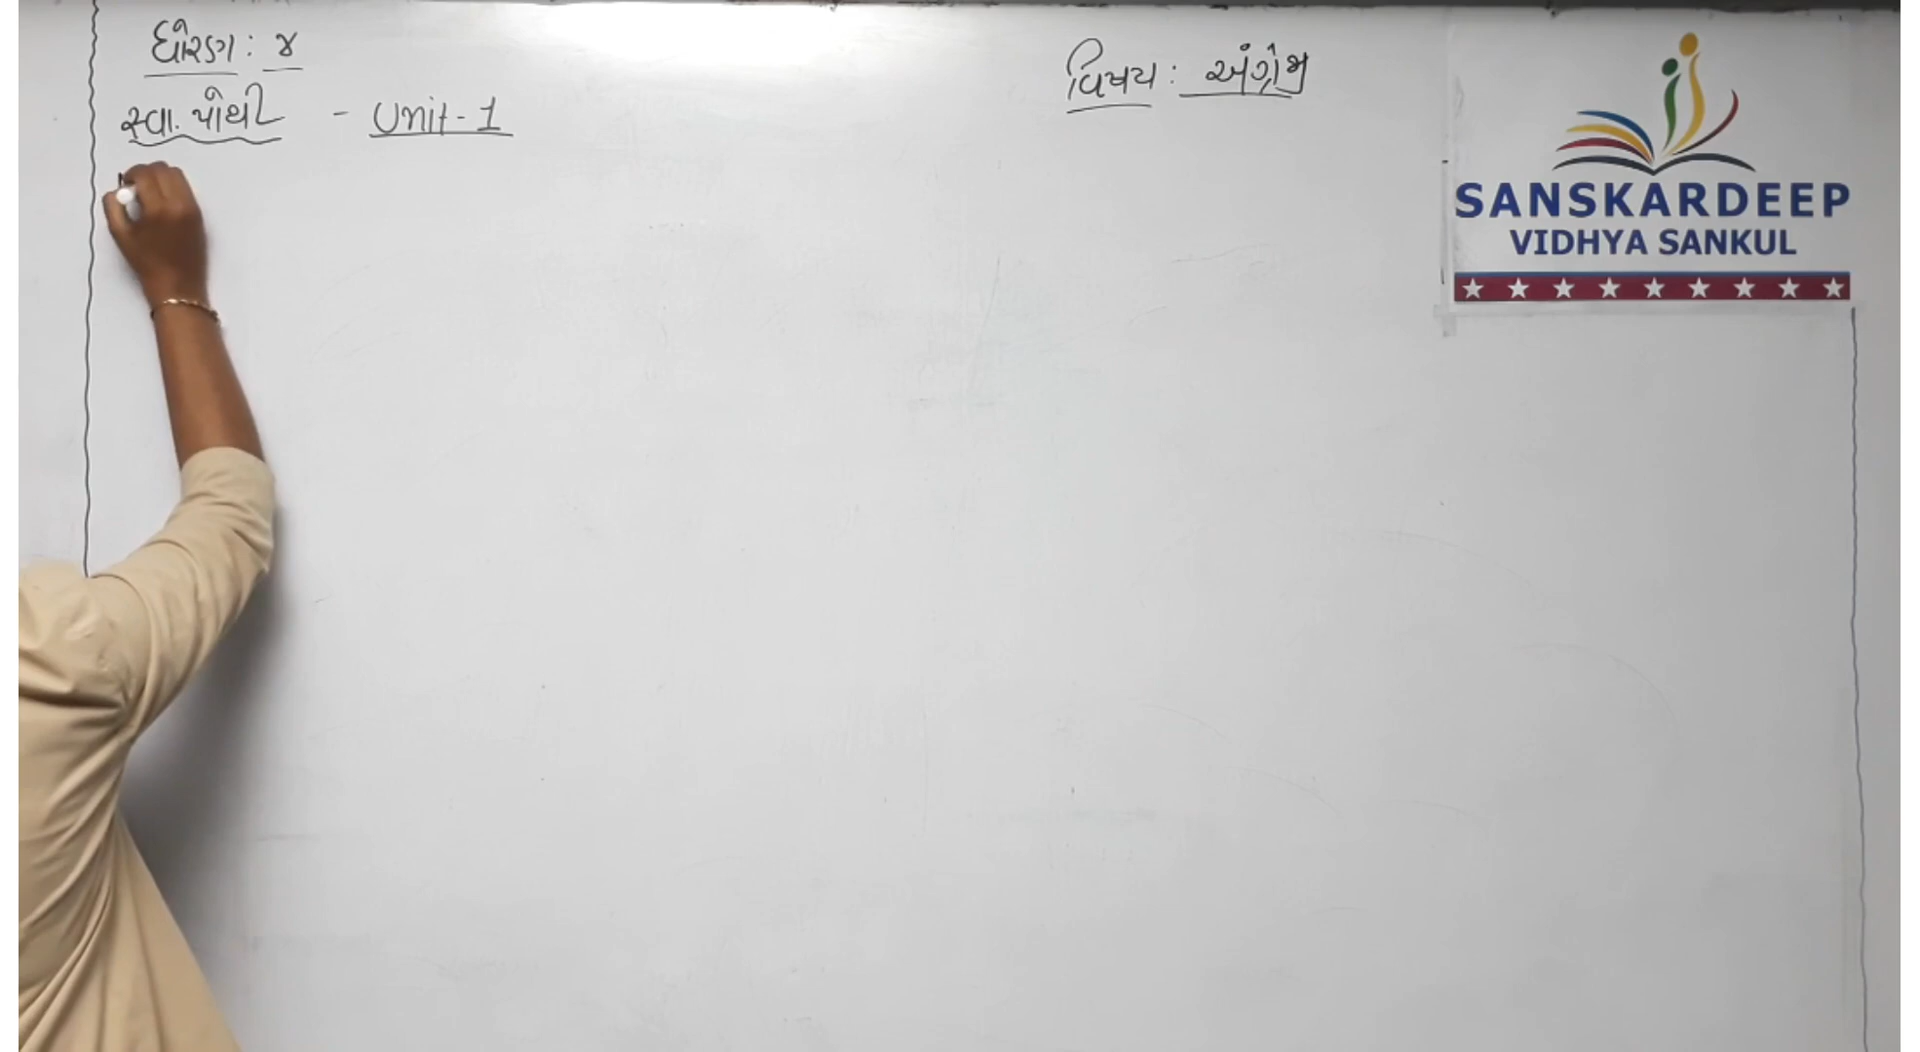 ધોરણ : ૪
વિષય : અંગ્રેજી
સ્વા. પોથી - Unit - 1
SANSKARDEEP
VIDHYA SANKUL